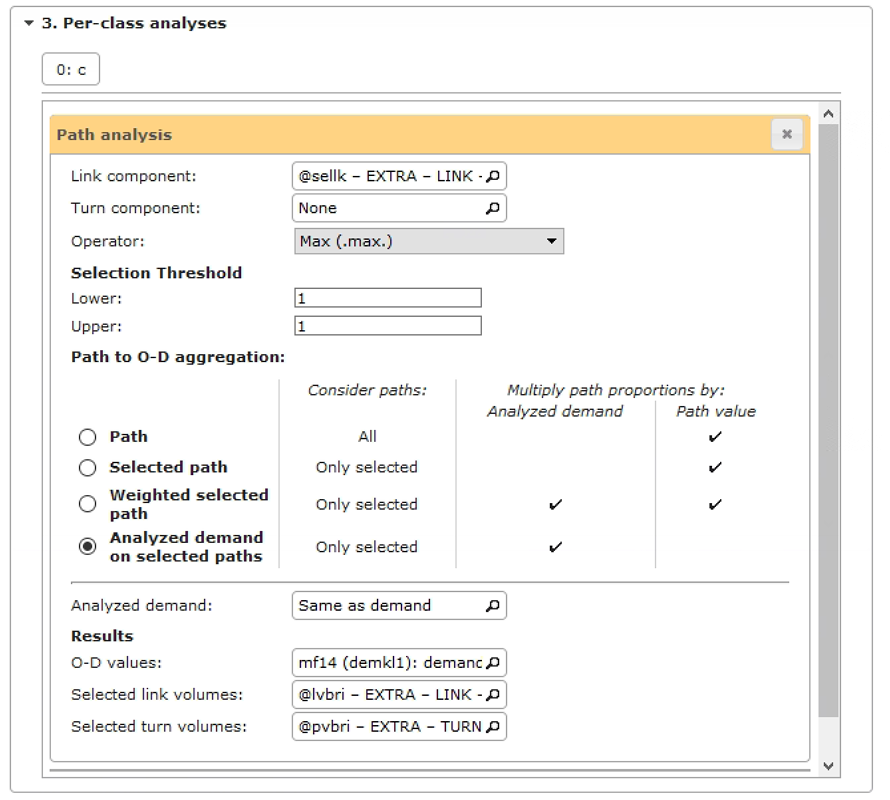 3. Per-class analyses
0: c
Path analysis
Link component: @sellk – EXTRA – LINK -
Turn component: None
Operator: Max (.max.)
Selection Threshold
Lower: 1
Upper: 1
Path to O-D aggregation:
Consider paths: Multiply path proportions by:
Analyzed demand Path value
Path All ✓
Selected path Only selected ✓
Weighted selected
path Only selected ✓ ✓
Analyzed demand
on selected paths Only selected ✓
Analyzed demand: Same as demand
Results
O-D values: mf14 (demkl1): demand
Selected link volumes: @lvbri – EXTRA – LINK -
Selected turn volumes: @pvbri – EXTRA – TURN